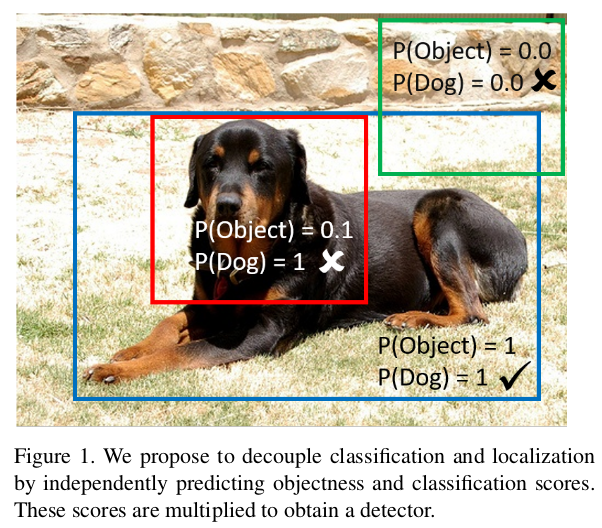 P(Object) = 0.0
P(Dog) = 0.0 ✘
P(Object) = 0.1
P(Dog) = 1 ✘
P(Object) = 1
P(Dog) = 1 ✓
Figure 1. We propose to decouple classification and localization
by independently predicting objectness and classification scores.
These scores are multiplied to obtain a detector.